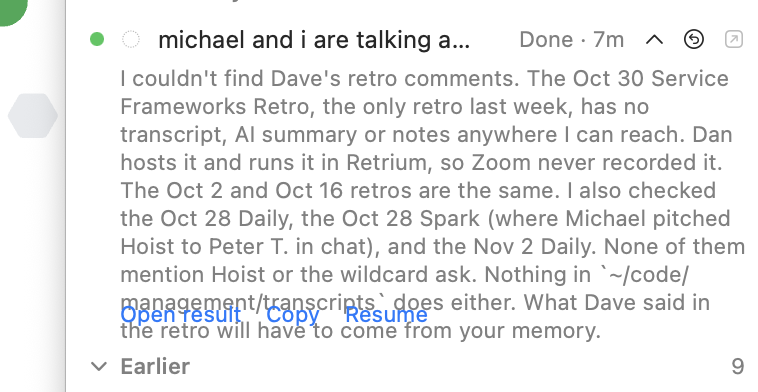 michael and i are talking a...
Done · 7m
I couldn't find Dave's retro comments. The Oct 30 Service
Frameworks Retro, the only retro last week, has no
transcript, AI summary or notes anywhere I can reach. Dan
hosts it and runs it in Retrium, so Zoom never recorded it.
The Oct 2 and Oct 16 retros are the same. I also checked
the Oct 28 Daily, the Oct 28 Spark (where Michael pitched
Hoist to Peter T. in chat), and the Nov 2 Daily. None of them
mention Hoist or the wildcard ask. Nothing in `~/code/
management/transcripts` does either. What Dave said in
Open result Copy Resume
the retro will have to come from your memory.
Earlier
9